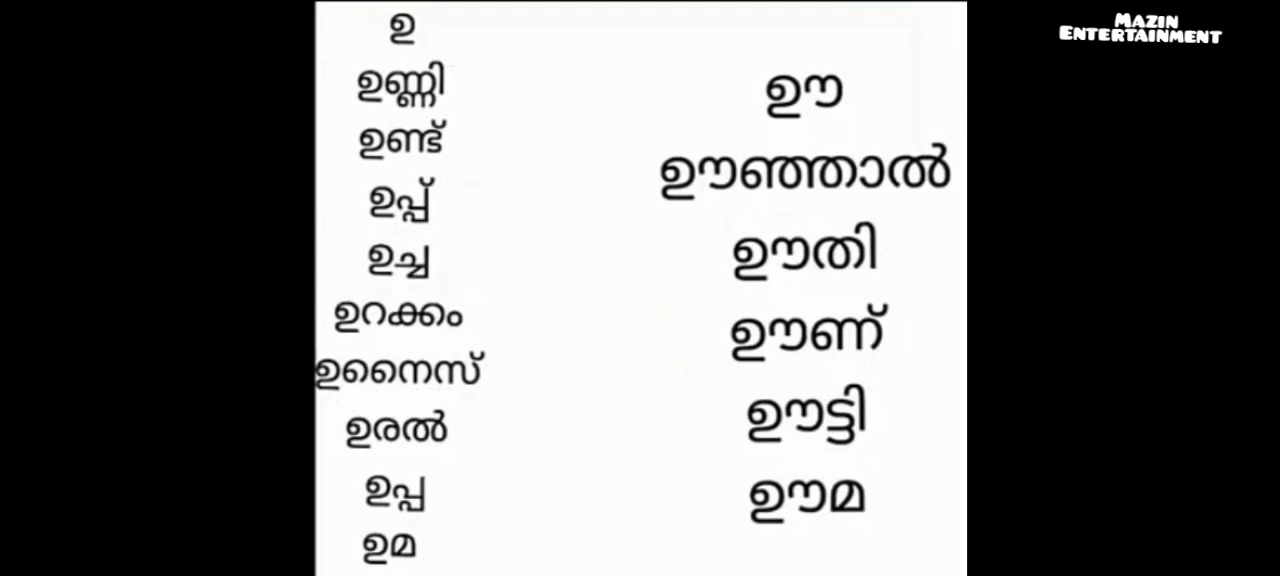 ഉ
ഉണ്ണി
ഉണ്ട്
ഉപ്പ്
ഉച്ച
ഉറക്കം
ഉനൈസ്
ഉരൽ
ഉപ്പ
ഉമ
ഊ
ഊഞ്ഞാൽ
ഊതി
ഊണ്
ഊട്ടി
ഊമ
MAZIN
ENTERTAINMENT